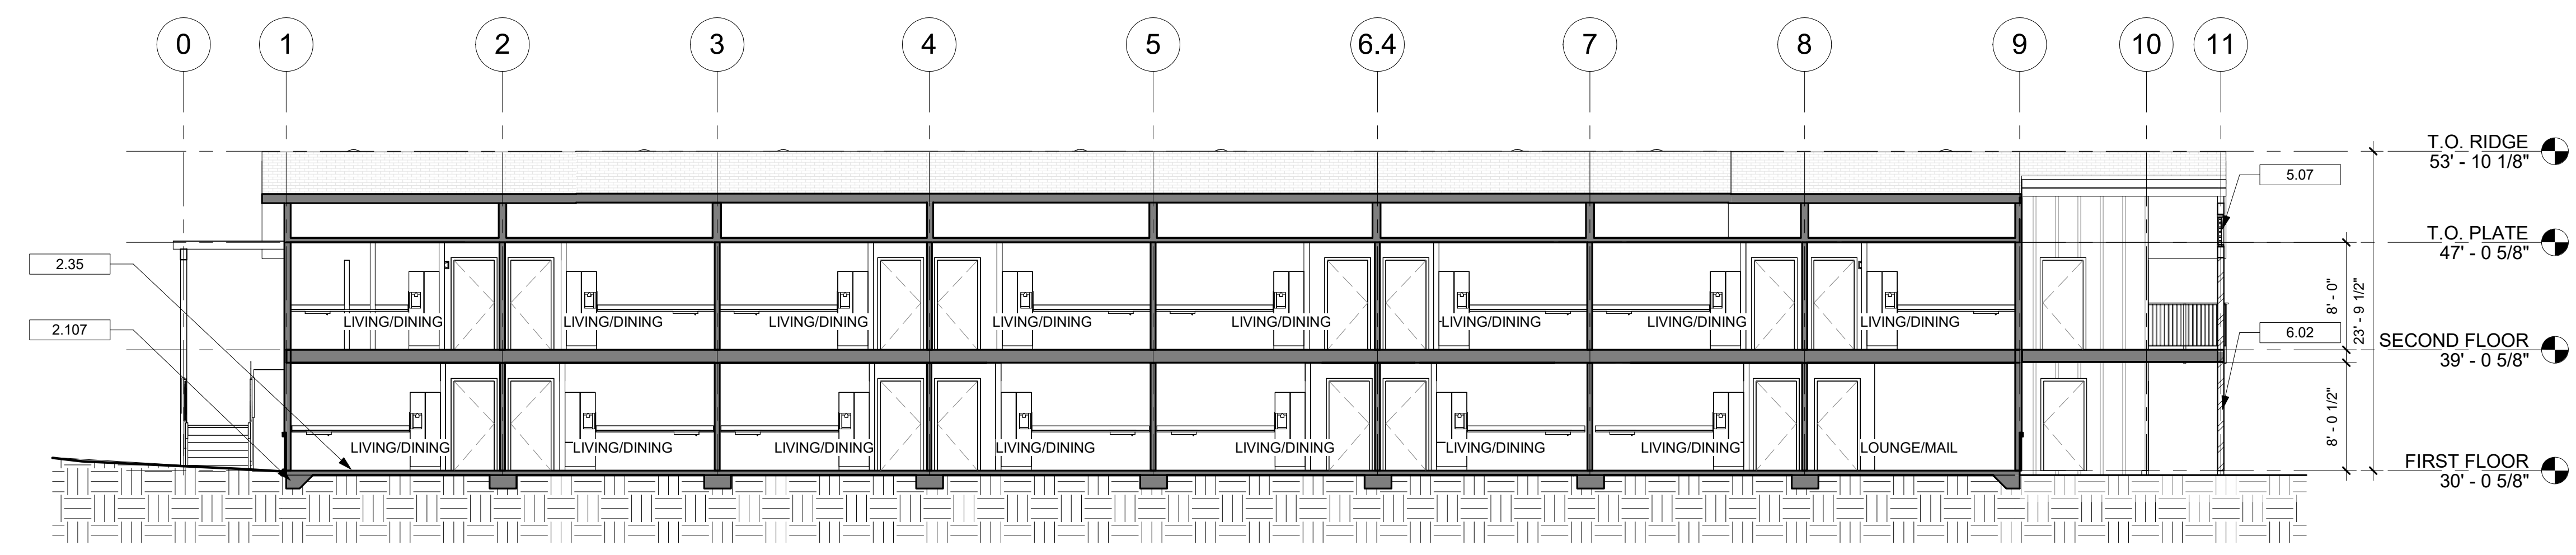 0 1 2 3 4 5 6.4 7 8 9 10 11
T.O. RIDGE
53' - 10 1/8"
5.07
T.O. PLATE
47' - 0 5/8"
2.35
8' - 0"
23' - 9 1/2"
2.107
LIVING/DINING LIVING/DINING LIVING/DINING LIVING/DINING LIVING/DINING LIVING/DINING LIVING/DINING LIVING/DINING
6.02
SECOND FLOOR
39' - 0 5/8"
8' - 0 1/2"
LIVING/DINING LIVING/DINING LIVING/DINING LIVING/DINING LIVING/DINING LIVING/DINING LIVING/DINING LOUNGE/MAIL
FIRST FLOOR
30' - 0 5/8"